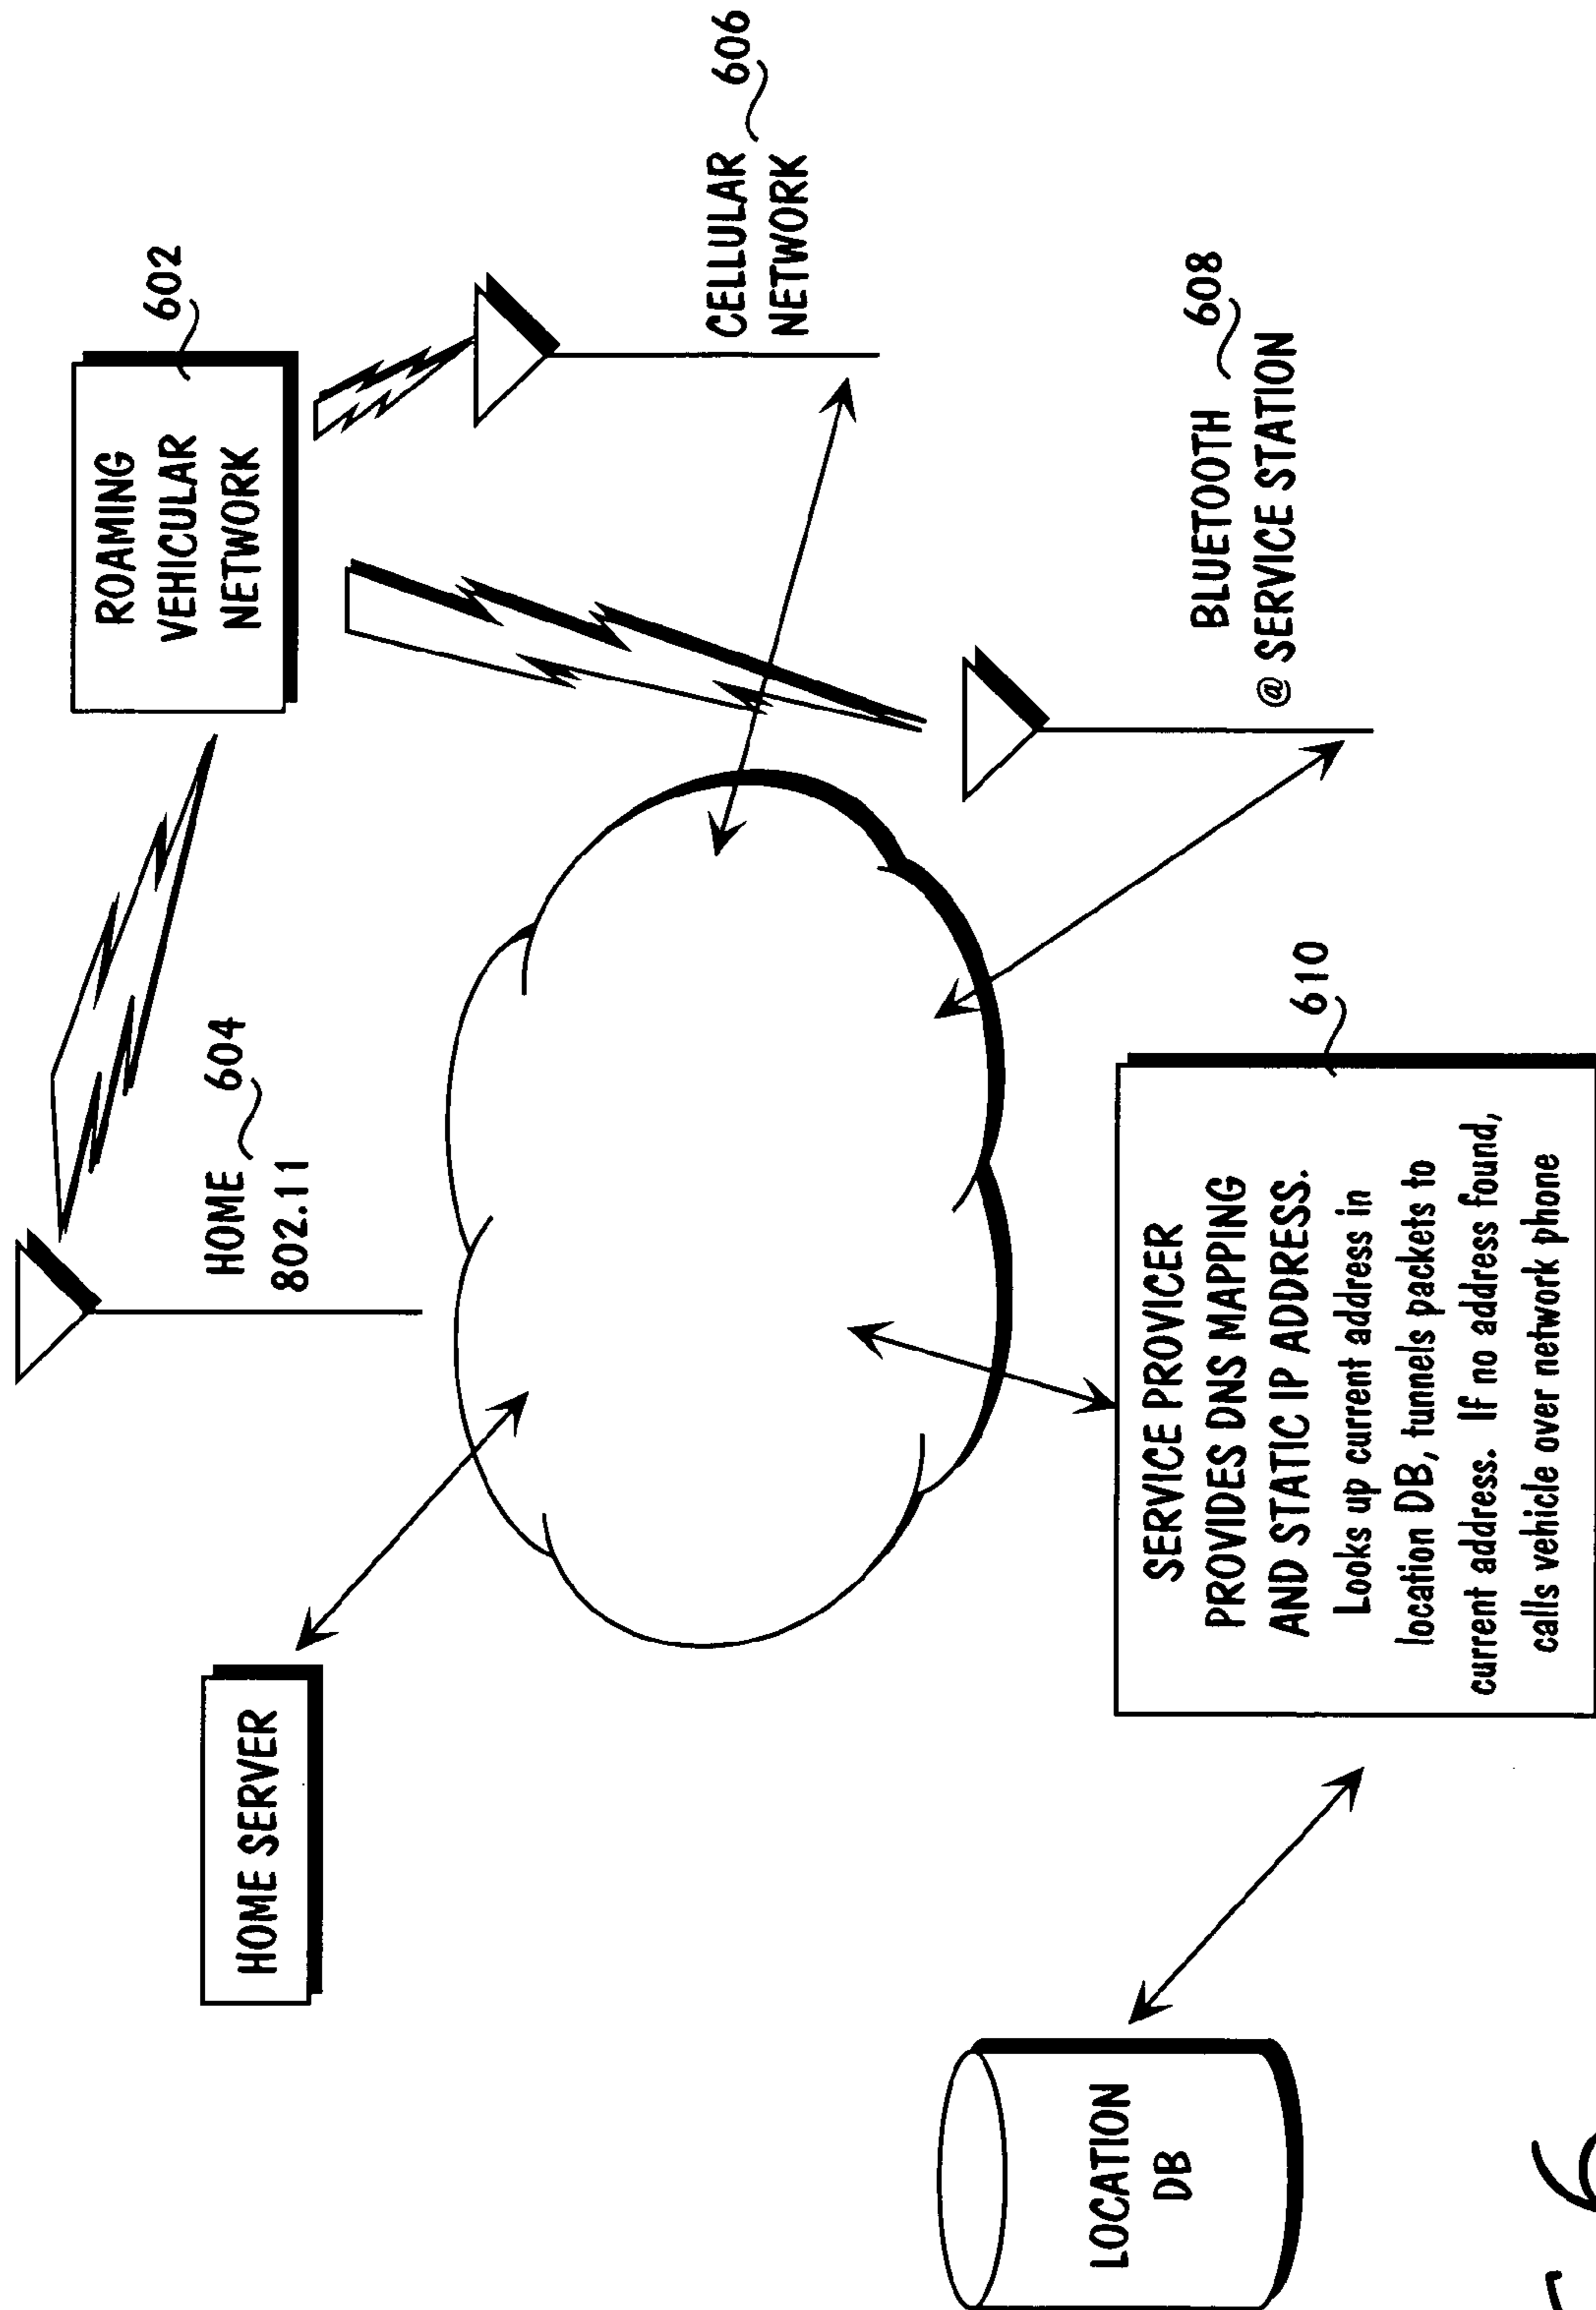 ROAMING
VEHICULAR
NETWORK
602
HOME 604
802.11
CELLULAR 606
NETWORK
BLUETOOTH 608
@ SERVICE STATION
HOME SERVER
610
SERVICE PROVICER
PROVIDES DNS MAPPING
AND STATIC IP ADDRESS.
Looks up current address in
location DB, tunnels packets to
current address. If no address found,
calls vehicle over network phone
LOCATION
DB